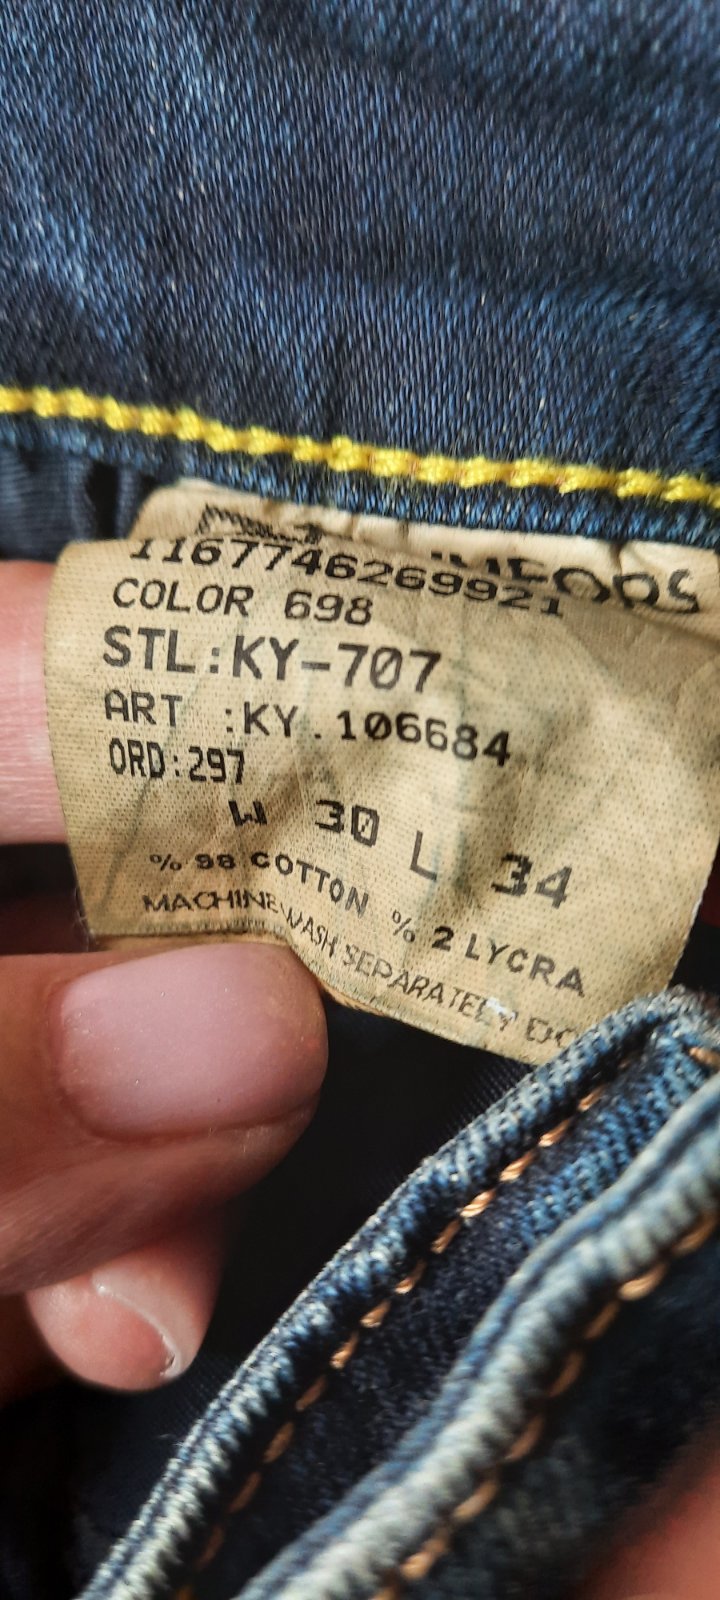 1167746269921
COLOR 698
STL:KY-707
ART :KY.106684
ORD:297
W 30 L 34
% 98 COTTON % 2 LYCRA
MACHINE WASH SEPARATELY